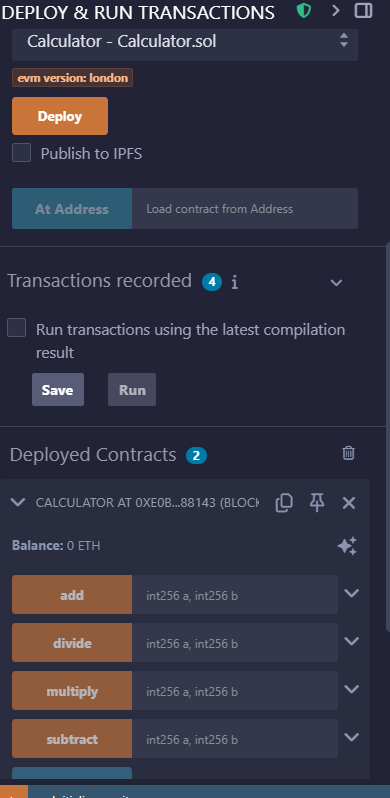 DEPLOY & RUN TRANSACTIONS
Calculator - Calculator.sol
evm version: london
Deploy
Publish to IPFS
At Address
Load contract from Address
Transactions recorded 4 i
Run transactions using the latest compilation
result
Save
Run
Deployed Contracts 2
CALCULATOR AT 0XE0B...88143 (BLOCK
Balance: 0 ETH
add
int256 a, int256 b
divide
int256 a, int256 b
multiply
int256 a, int256 b
subtract
int256 a, int256 b